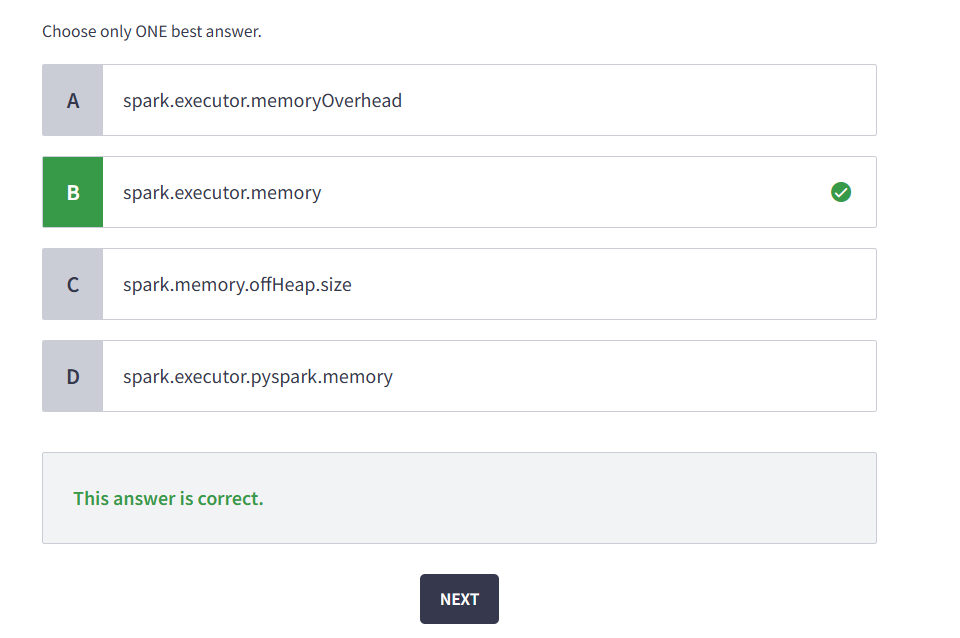 Choose only ONE best answer.
A
spark.executor.memoryOverhead
B
spark.executor.memory
C
spark.memory.offHeap.size
D
spark.executor.pyspark.memory
This answer is correct.
NEXT